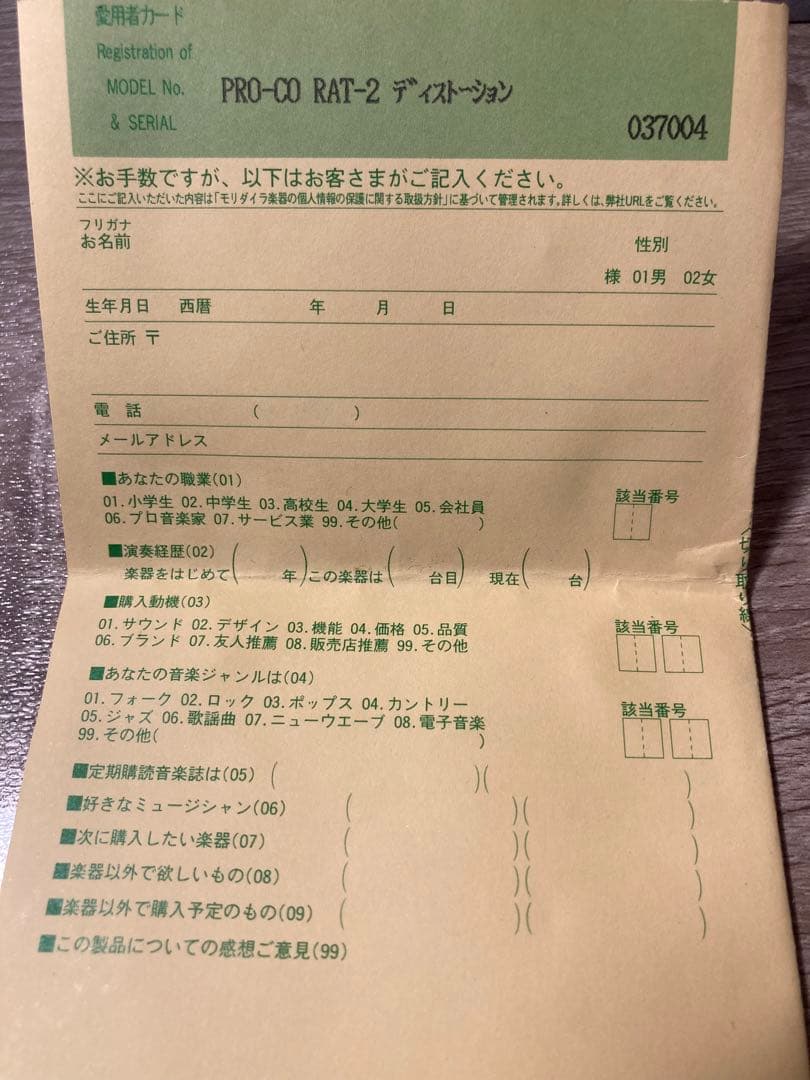 愛用者カード
Registration of
MODEL No. PRO-CO RAT-2 ディストーション
& SERIAL 037004
※お手数ですが、以下はお客さまがご記入ください。
ここにご記入いただいた内容は「モリダイラ楽器の個人情報の保護に関する取扱方針」に基づいて管理されます。詳しくは、弊社URLをご覧ください。
フリガナ
お名前 性別
様 01男 02女
生年月日 西暦 年 月 日
ご住所 〒
電話 ( )
メールアドレス
■あなたの職業(01)
01.小学生 02.中学生 03.高校生 04.大学生 05.会社員 該当番号
06.プロ音楽家 07.サービス業 99.その他( )
■演奏経歴(02)
楽器をはじめて( 年)この楽器は( 台目) 現在( 台)
■購入動機(03)
01.サウンド 02.デザイン 03.機能 04.価格 05.品質 該当番号
06.ブランド 07.友人推薦 08.販売店推薦 99.その他
■あなたの音楽ジャンルは(04)
01.フォーク 02.ロック 03.ポップス 04.カントリー 該当番号
05.ジャズ 06.歌謡曲 07.ニューウエーブ 08.電子音楽
99.その他( )
■定期購読音楽誌は(05) ( )( )
■好きなミュージシャン(06) ( )( )
■次に購入したい楽器(07) ( )( )
■楽器以外で欲しいもの(08) ( )( )
■楽器以外で購入予定のもの(09) ( )( )
■この製品についての感想ご意見(99)